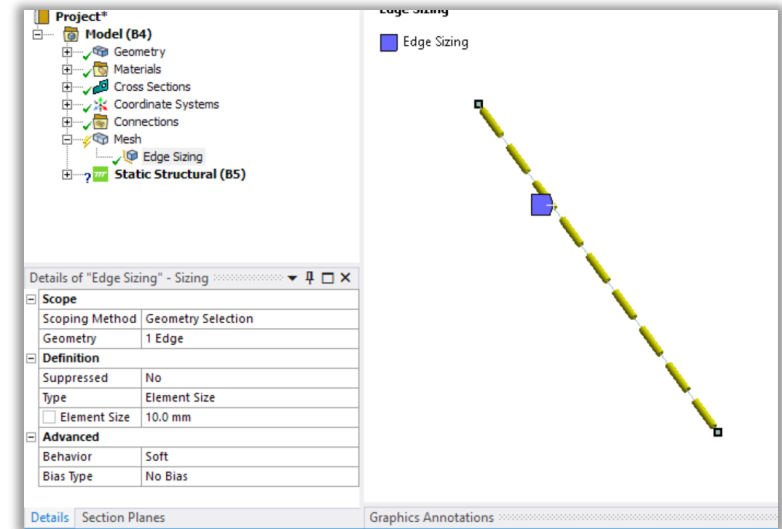 Project*
Model (B4)
Geometry
Materials
Cross Sections
Coordinate Systems
Connections
Mesh
Edge Sizing
Static Structural (B5)
Details of "Edge Sizing" - Sizing
Scope
Scoping Method Geometry Selection
Geometry 1 Edge
Definition
Suppressed No
Type Element Size
Element Size 10.0 mm
Advanced
Behavior Soft
Bias Type No Bias
Details Section Planes
Edge Sizing
Edge Sizing
Graphics Annotations